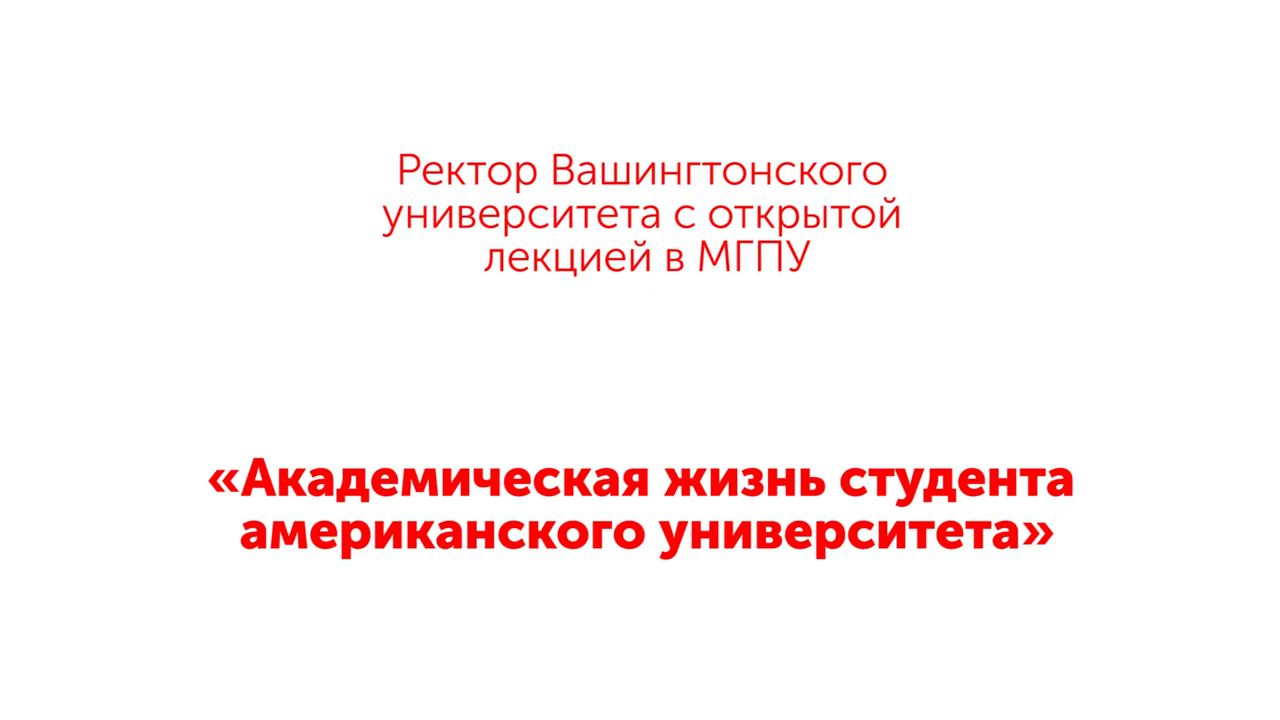 Ректор Вашингтонского
университета с открытой
лекцией в МГПУ
«Академическая жизнь студента
американского университета»